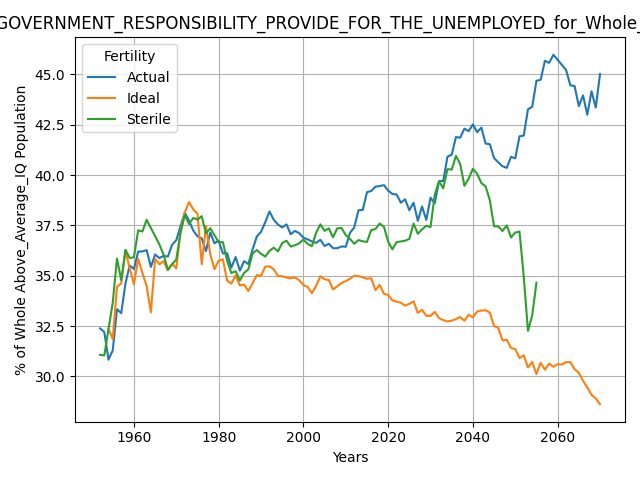 GOVERNMENT_RESPONSIBILITY_PROVIDE_FOR_THE_UNEMPLOYED_for_Whole_
Fertility
Actual
Ideal
Sterile
% of Whole Above_Average_IQ Population
45.0
42.5
40.0
37.5
35.0
32.5
30.0
1960
1980
2000
2020
2040
2060
Years